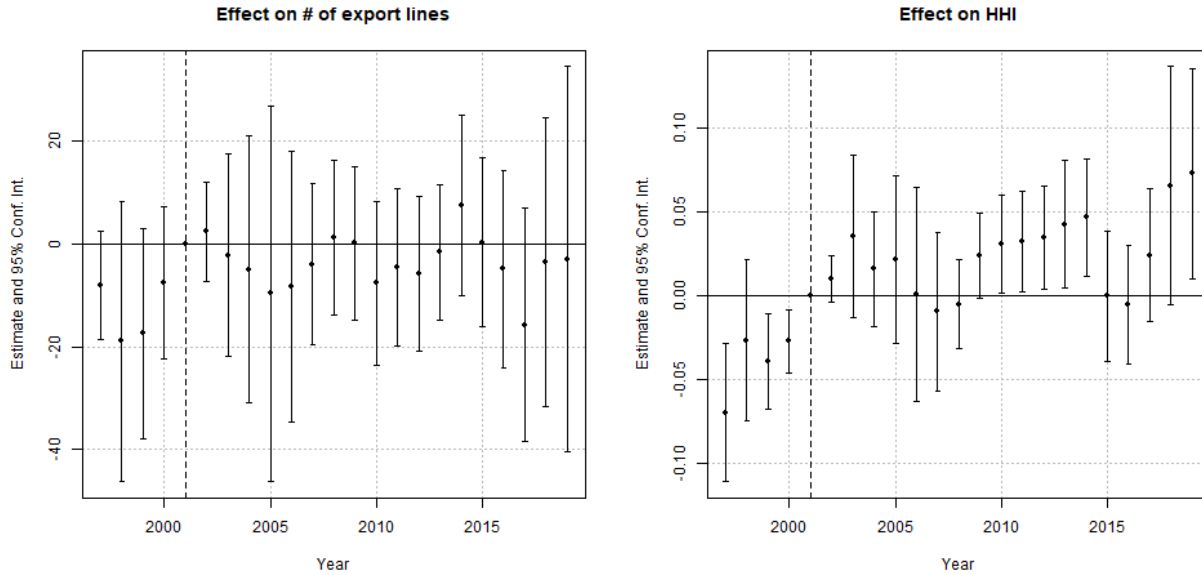 Effect on # of export lines
Estimate and 95% Conf. Int.
20
0
-20
-40
2000
2005
2010
2015
Year
Effect on HHI
Estimate and 95% Conf. Int.
0.10
0.05
0.00
-0.05
-0.10
2000
2005
2010
2015
Year